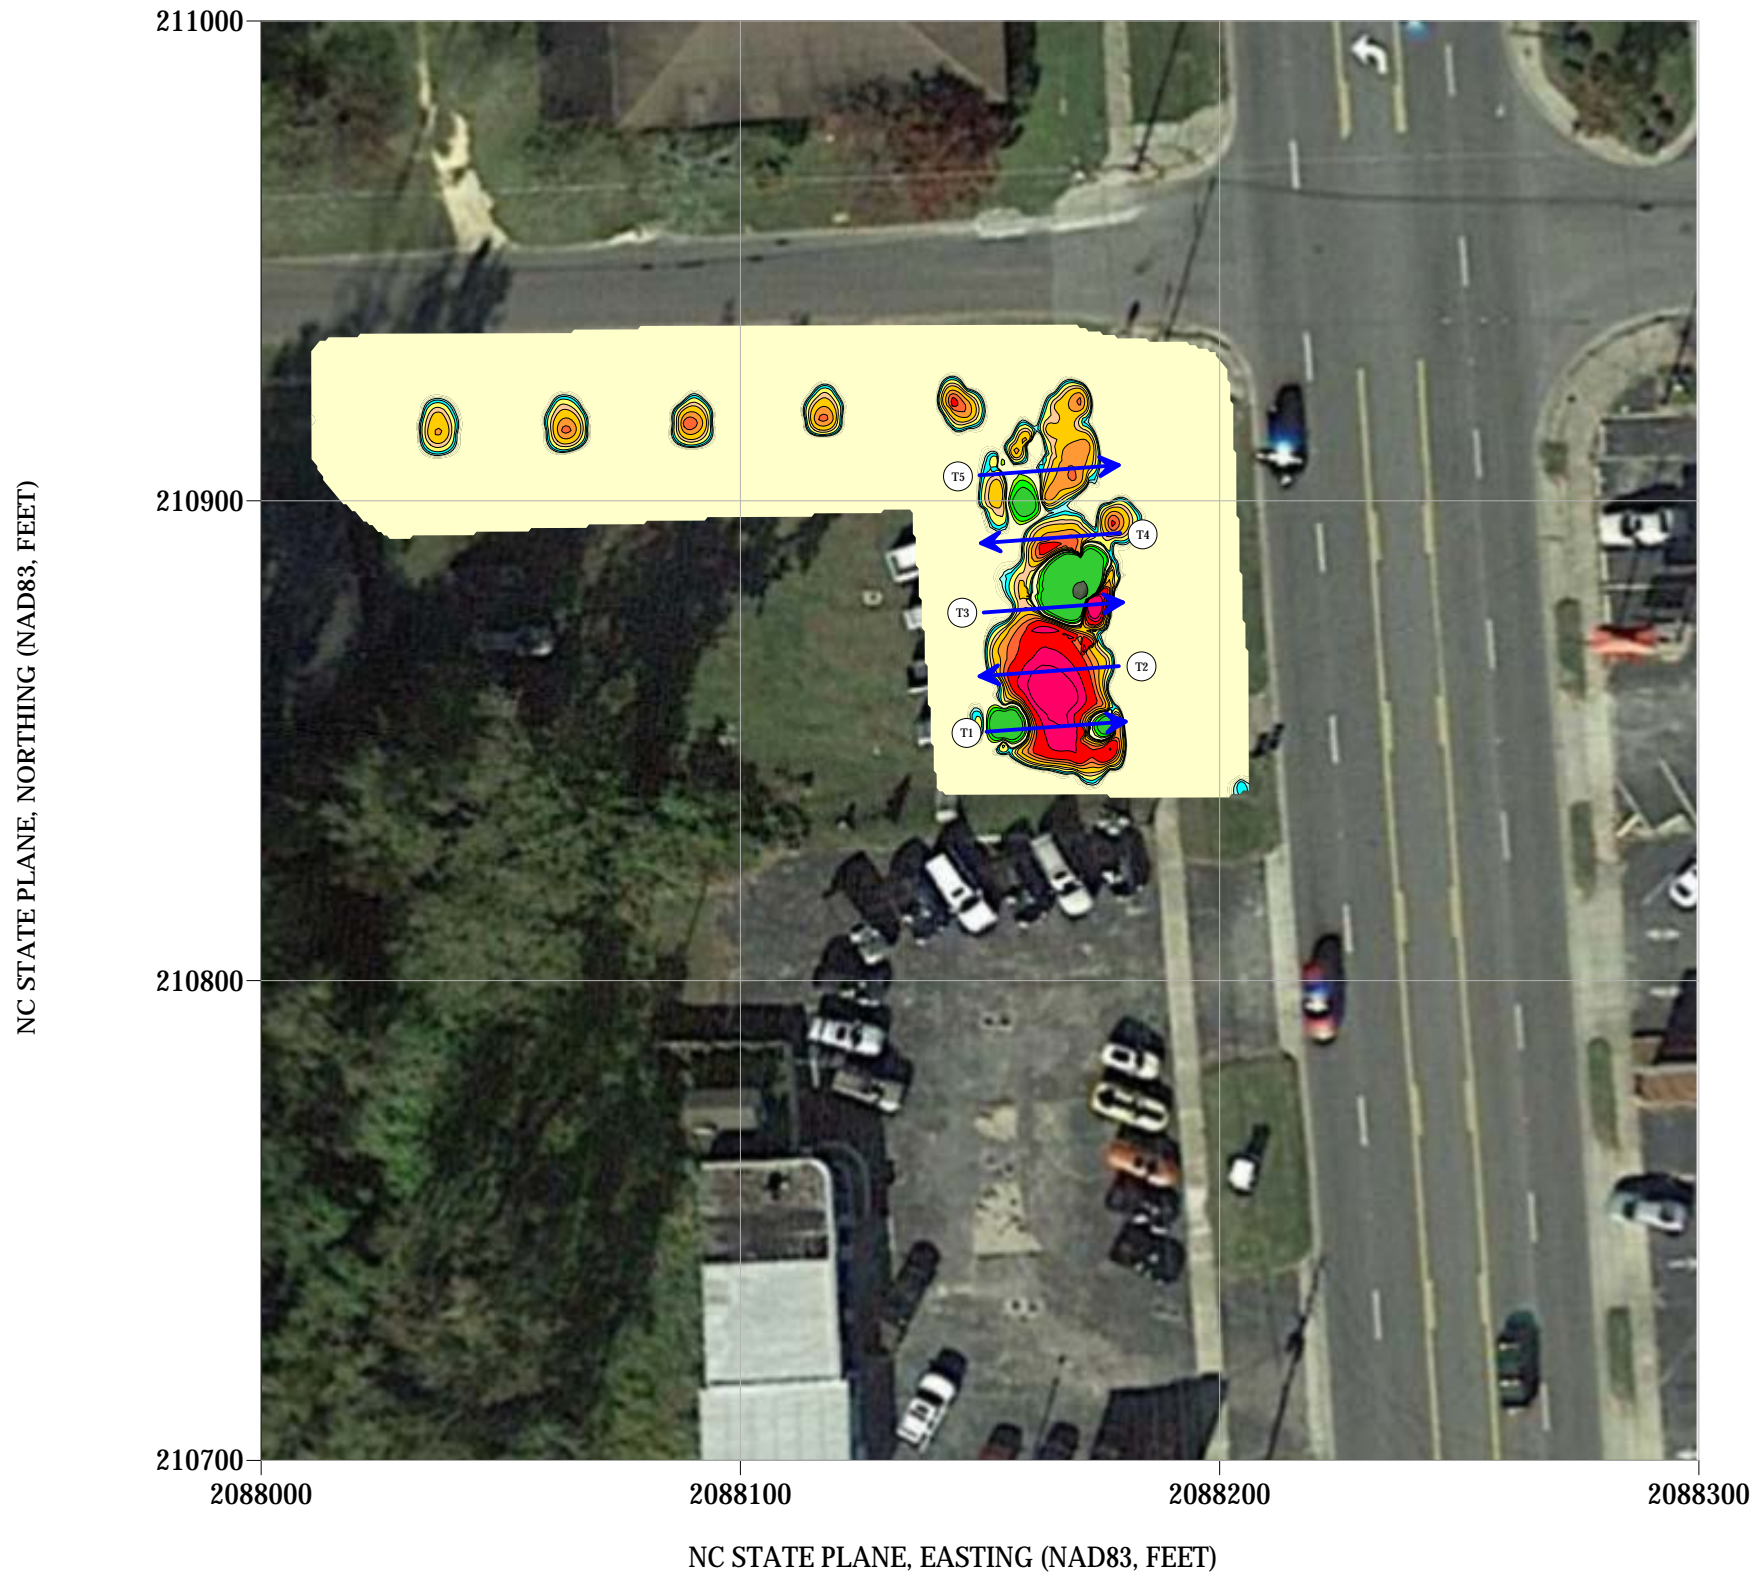 211000
210900
210800
210700
NC STATE PLANE, NORTHING (NAD83, FEET)
T5
T4
T3
T2
T1
2088000
2088100
2088200
2088300
NC STATE PLANE, EASTING (NAD83, FEET)